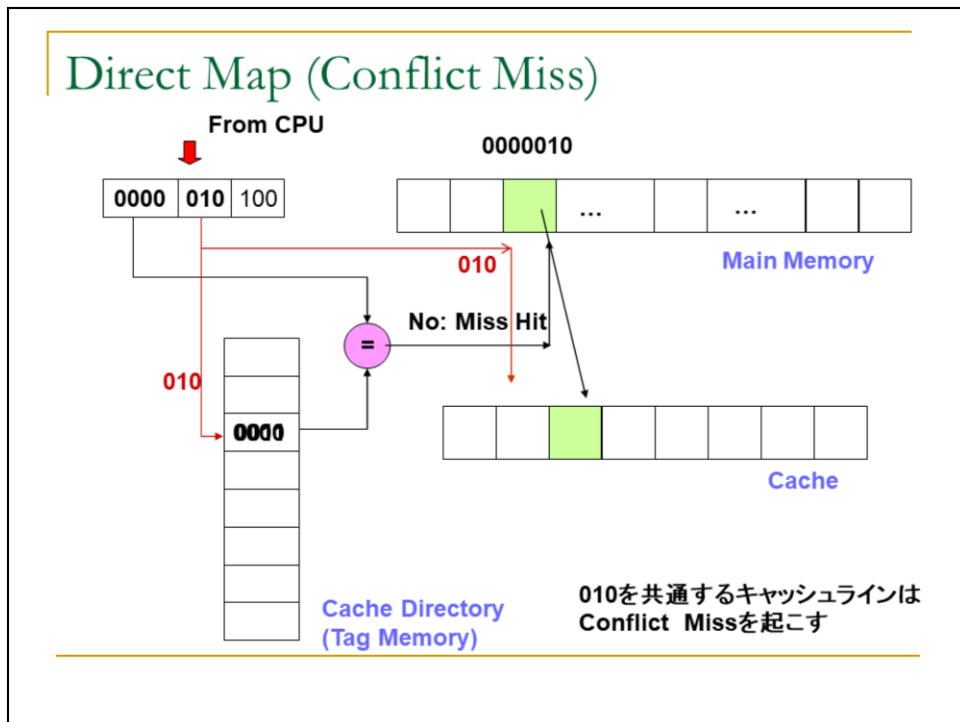 Direct Map (Conflict Miss)
From CPU
0000010
0000 010 100
... ...
Main Memory
010
No: Miss Hit
=
010
Cache
010を共通するキャッシュラインは
Conflict Missを起こす
Cache Directory
(Tag Memory)